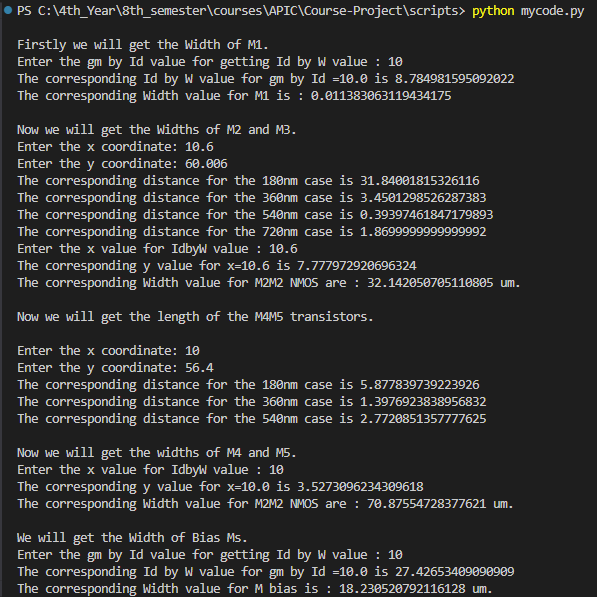 PS C:\4th_Year\8th_semester\courses\APIC\Course-Project\scripts> python mycode.py
Firstly we will get the Width of M1.
Enter the gm by Id value for getting Id by W value : 10
The corresponding Id by W value for gm by Id =10.0 is 8.784981595092022
The corresponding Width value for M1 is : 0.011383063119434175
Now we will get the Widths of M2 and M3.
Enter the x coordinate: 10.6
Enter the y coordinate: 60.006
The corresponding distance for the 180nm case is 31.84001815326116
The corresponding distance for the 360nm case is 3.4501298526287383
The corresponding distance for the 540nm case is 0.39397461847179893
The corresponding distance for the 720nm case is 1.8699999999999992
Enter the x value for IdbyW value : 10.6
The corresponding y value for x=10.6 is 7.777972920696324
The corresponding Width value for M2M2 NMOS are : 32.142050705110805 um.
Now we will get the length of the M4M5 transistors.
Enter the x coordinate: 10
Enter the y coordinate: 56.4
The corresponding distance for the 180nm case is 5.877839739223926
The corresponding distance for the 360nm case is 1.3976923838956832
The corresponding distance for the 540nm case is 2.7720851357777625
Now we will get the widths of M4 and M5.
Enter the x value for IdbyW value : 10
The corresponding y value for x=10.0 is 3.5273096234309618
The corresponding Width value for M2M2 NMOS are : 70.87554728377621 um.
We will get the Width of Bias Ms.
Enter the gm by Id value for getting Id by W value : 10
The corresponding Id by W value for gm by Id =10.0 is 27.42653409090909
The corresponding Width value for M bias is : 18.230520792116128 um.